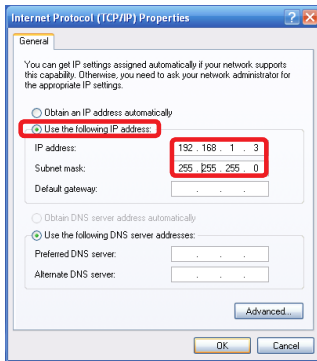 Internet Protocol (TCP/IP) Properties
General
You can get IP settings assigned automatically if your network supports
this capability. Otherwise, you need to ask your network administrator for
the appropriate IP settings.
Obtain an IP address automatically
Use the following IP address:
IP address: 192 . 168 . 1 . 3
Subnet mask: 255 . 255 . 255 . 0
Default gateway: . . .
Obtain DNS server address automatically
Use the following DNS server addresses:
Preferred DNS server: . . .
Alternate DNS server: . . .
Advanced...
OK Cancel